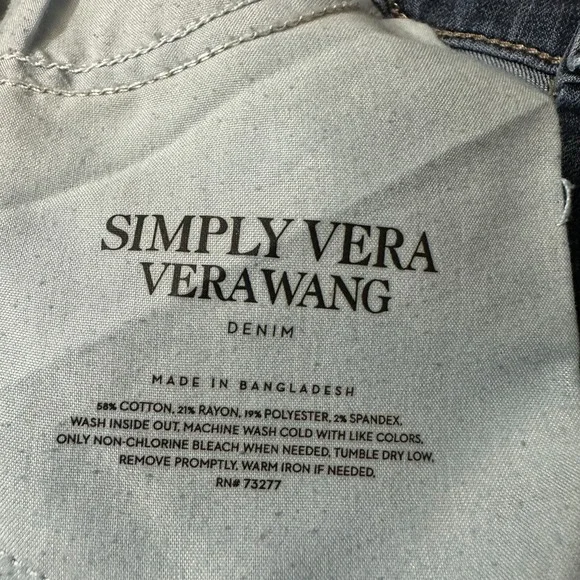 SIMPLY VERA
VERA WANG
DENIM
MADE IN BANGLADESH
58% COTTON, 21% RAYON, 19% POLYESTER, 2% SPANDEX,
WASH INSIDE OUT, MACHINE WASH COLD WITH LIKE COLORS,
ONLY NON-CHLORINE BLEACH WHEN NEEDED, TUMBLE DRY LOW,
REMOVE PROMPTLY, WARM IRON IF NEEDED,
RN# 73277